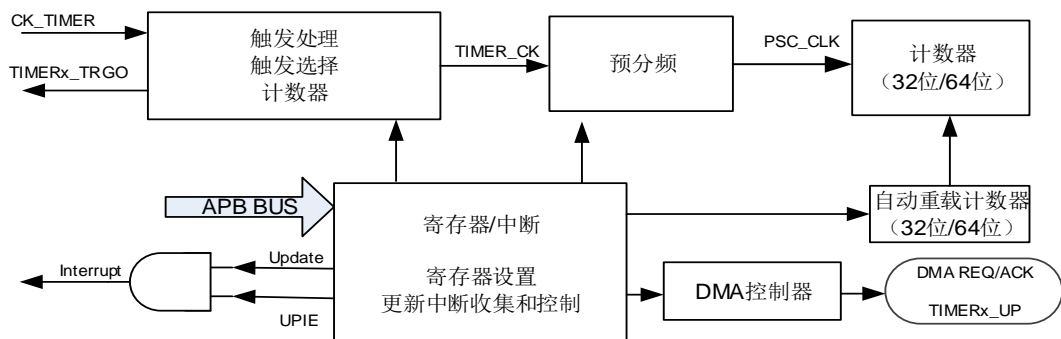 CK_TIMER
TIMERx_TRGO
触发处理
触发选择
计数器
TIMER_CK
预分频
PSC_CLK
计数器
（32位/64位）
APB BUS
寄存器/中断
寄存器设置
更新中断收集和控制
自动重载计数器
（32位/64位）
Interrupt
Update
UPIE
DMA控制器
DMA REQ/ACK
TIMERx_UP